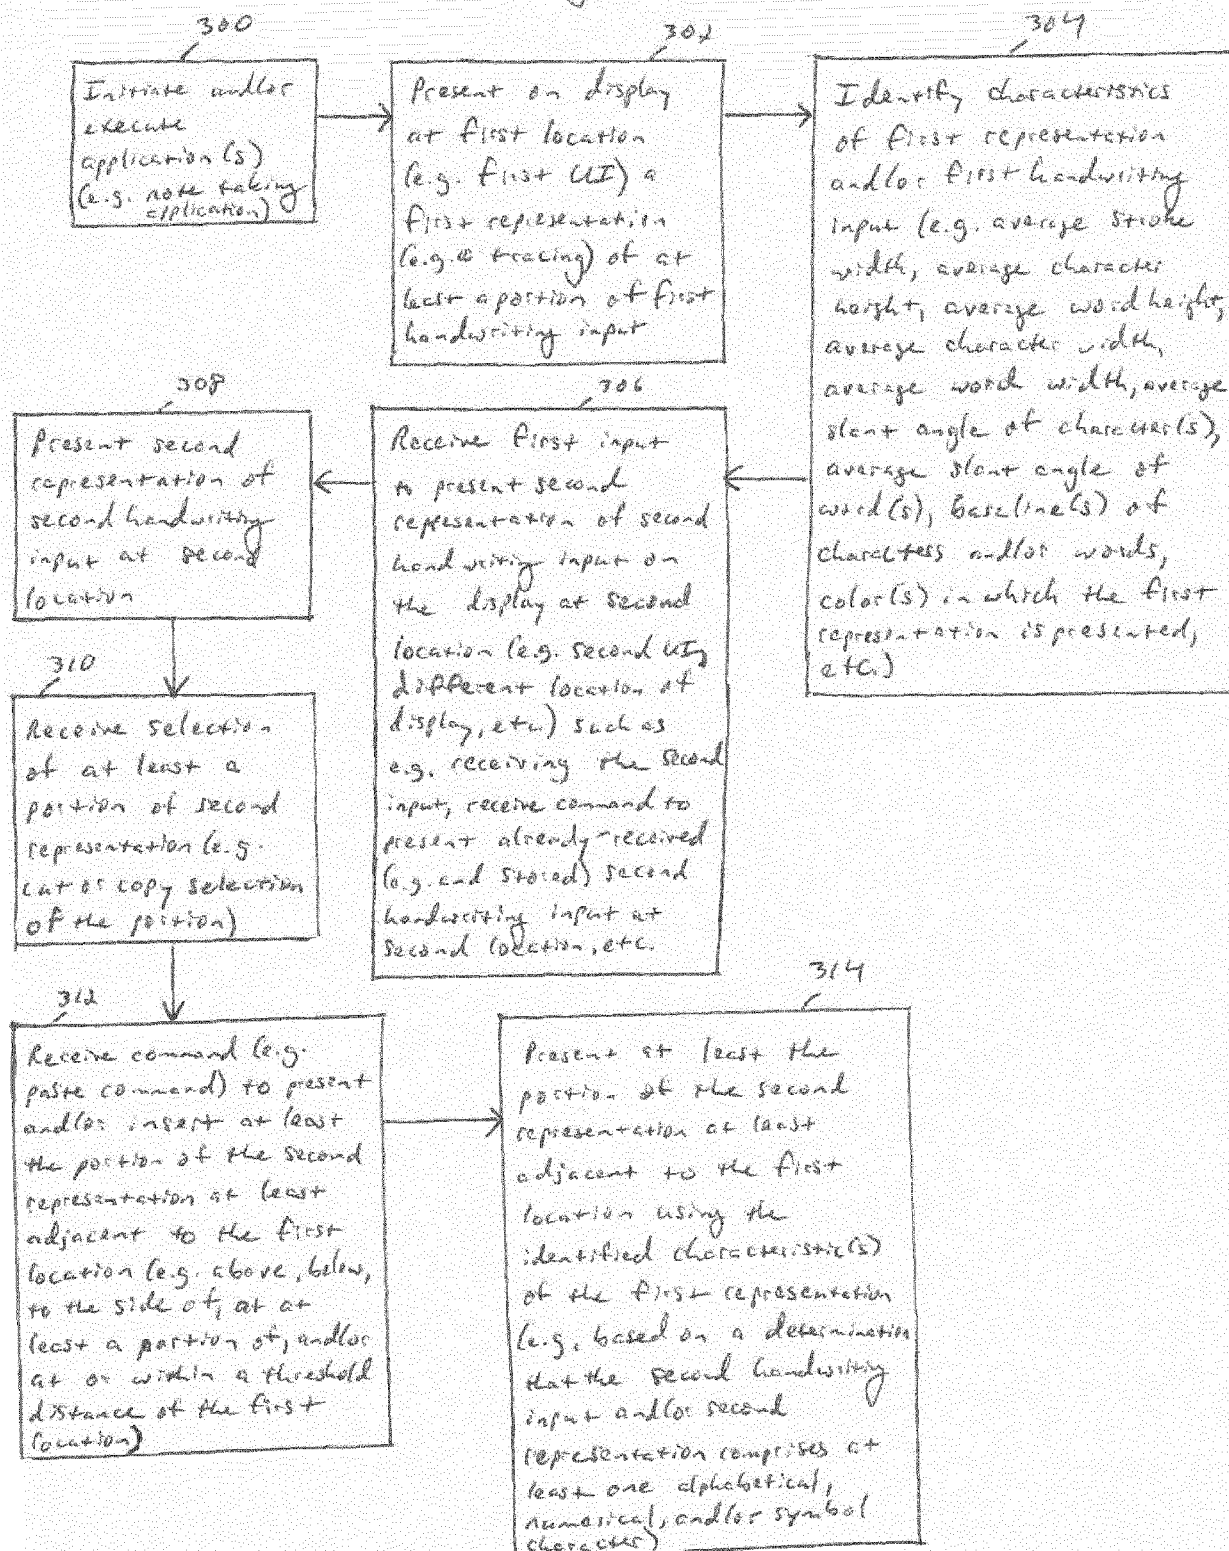 300
Initiate and/or
execute
application(s)
(e.g. note taking
application)
302
Present on display
at first location
(e.g. first UI) a
first representation
(e.g. a tracing) of at
least a portion of first
handwriting input
304
Identify characteristics
of first representation
and/or first handwriting
input (e.g. average stroke
width, average character
height, average word height,
average character width,
average word width, average
slant angle of character(s),
average slant angle of
word(s), baseline(s) of
characters and/or words,
color(s) in which the first
representation is presented,
etc.)
306
Receive first input
to present second
representation of second
handwriting input on
the display at second
location (e.g. second UI,
different location of
display, etc.) such as
e.g. receiving the second
input, receive command to
present already-received
(e.g. and stored) second
handwriting input at
second location, etc.
308
Present second
representation of
second handwriting
input at second
location
310
Receive selection
of at least a
portion of second
representation (e.g.
cut or copy selection
of the portion)
312
Receive command (e.g.
paste command) to present
and/or insert at least
the portion of the second
representation at least
adjacent to the first
location (e.g. above, below,
to the side of, at at
least a portion of, and/or
at or within a threshold
distance of the first
location)
314
Present at least the
portion of the second
representation at least
adjacent to the first
location using the
identified characteristic(s)
of the first representation
(e.g., based on a determination
that the second handwriting
input and/or second
representation comprises at
least one alphabetical,
numerical, and/or symbol
character)